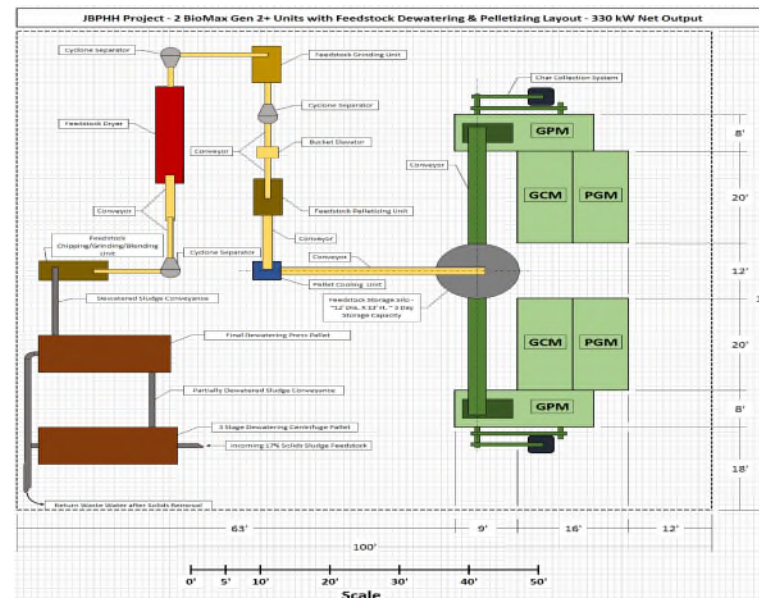 JBPHH Project - 2 BioMax Gen 2+ Units with Feedstock Dewatering & Pelletizing Layout - 330 kW Net Output
Cyclone Separator
Feedstock Grinding Unit
Char Collection System
Cyclone Separator
GPM
8'
Feedstock Dryer
Conveyor
Bucket Elevator
Conveyor
GCM
PGM
20'
Conveyor
Feedstock Pelletizing Unit
Conveyor
Feedstock
Chipping/Grinding/Blending
Unit
Cyclone Separator
Conveyor
12'
Pellet Cooling Unit
Dewatered Sludge Conveyance
Feedstock Storage Silo -
~12' Dia. X 33' H. ~ 3 Day
Storage Capacity
Final Dewatering Press Pallet
GCM
PGM
20'
Partially Dewatered Sludge Conveyance
GPM
8'
3 Stage Dewatering Centrifuge Pallet
Incoming 17% Solids Sludge Feedstock
18'
Return Waste Water after Solids Removal
63'
9'
16'
12'
100'
0'
5'
10'
20'
30'
40'
50'
Scale